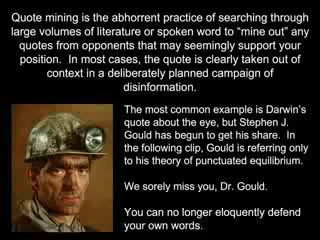 Quote mining is the abhorrent practice of searching through
large volumes of literature or spoken word to “mine out” any
quotes from opponents that may seemingly support your
position.  In most cases, the quote is clearly taken out of
context in a deliberately planned campaign of
disinformation.
The most common example is Darwin’s
quote about the eye, but Stephen J.
Gould has begun to get his share.  In
the following clip, Gould is referring only
to his theory of punctuated equilibrium.
We sorely miss you, Dr. Gould.
You can no longer eloquently defend
your own words.